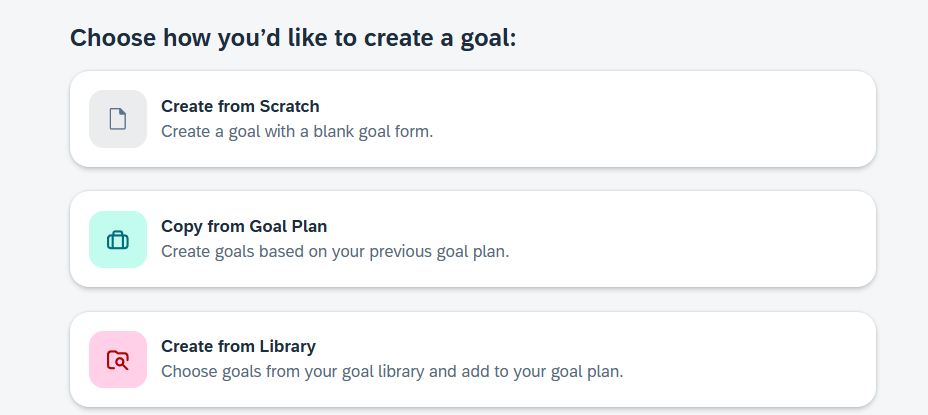 Choose how you’d like to create a goal:
Create from Scratch
Create a goal with a blank goal form.
Copy from Goal Plan
Create goals based on your previous goal plan.
Create from Library
Choose goals from your goal library and add to your goal plan.